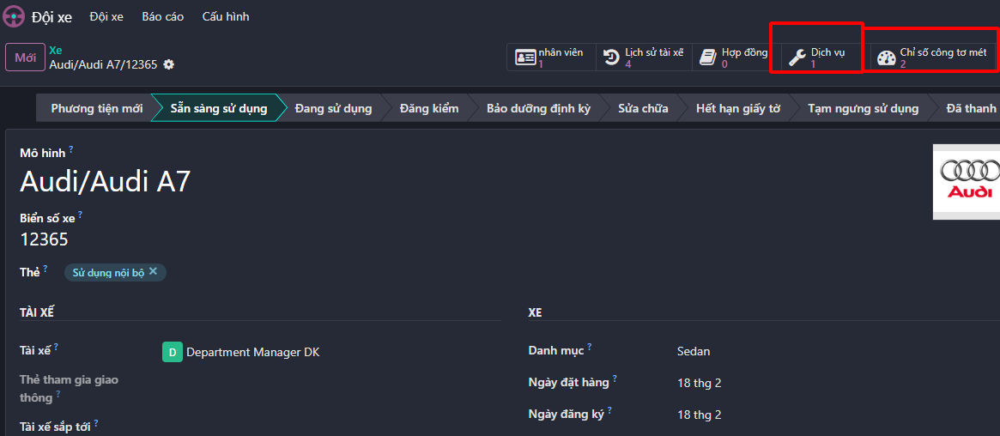 Đội xe Đội xe Báo cáo Cấu hình
Mới
Xe
Audi/Audi A7/12365
nhân viên
1
Lịch sử tài xế
4
Hợp đồng
0
Dịch vụ
1
Chỉ số công tơ mét
2
Phương tiện mới Sẵn sàng sử dụng Đang sử dụng Đăng kiểm Bảo dưỡng định kỳ Sửa chữa Hết hạn giấy tờ Tạm ngưng sử dụng Đã thanh
Mô hình ?
Audi/Audi A7
Audi
Biển số xe ?
12365
Thẻ ? Sử dụng nội bộ ×
TÀI XẾ
Tài xế ? D Department Manager DK
Thẻ tham gia giao
thông ?
Tài xế sắp tới ?
XE
Danh mục ? Sedan
Ngày đặt hàng ? 18 thg 2
Ngày đăng ký ? 18 thg 2